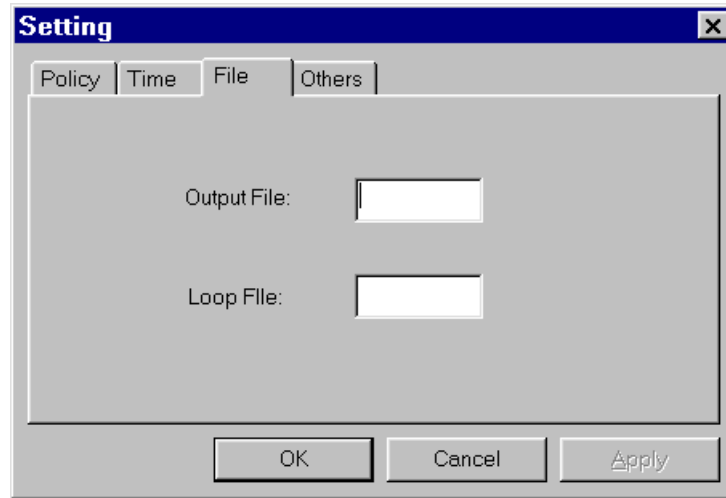 Setting
Policy Time File Others
Output File:
Loop FIle:
OK Cancel Apply